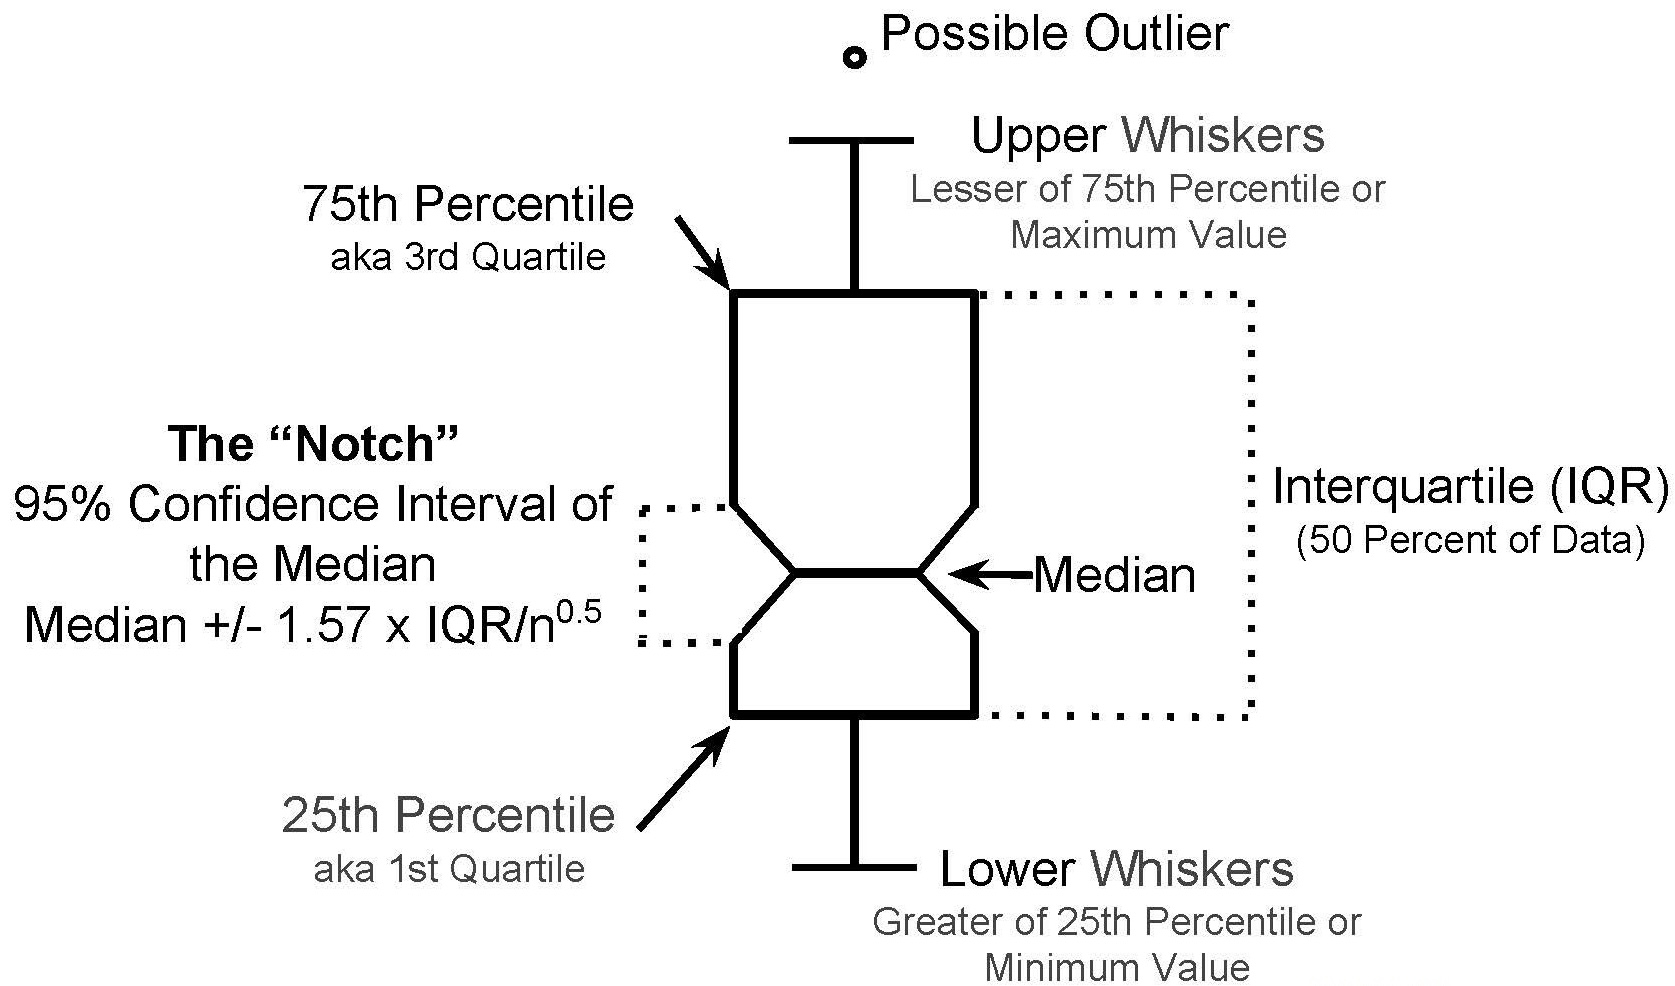 Possible Outlier
Upper Whiskers
Lesser of 75th Percentile or
Maximum Value
75th Percentile
aka 3rd Quartile
The “Notch”
95% Confidence Interval of
the Median
Median +/- 1.57 x IQR/n^0.5
Interquartile (IQR)
(50 Percent of Data)
Median
25th Percentile
aka 1st Quartile
Lower Whiskers
Greater of 25th Percentile or
Minimum Value